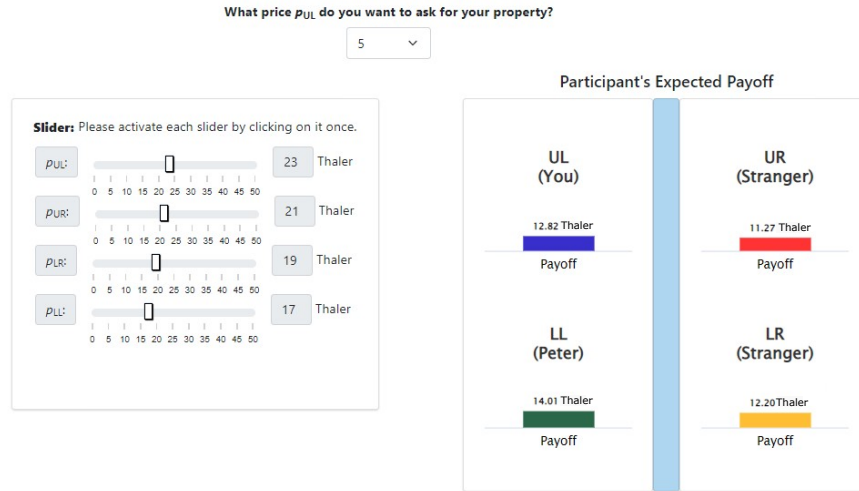 What price pUL do you want to ask for your property?
5
Participant's Expected Payoff
Slider: Please activate each slider by clicking on it once.
pUL: 23 Thaler
0 5 10 15 20 25 30 35 40 45 50
pUR: 21 Thaler
0 5 10 15 20 25 30 35 40 45 50
pLR: 19 Thaler
0 5 10 15 20 25 30 35 40 45 50
pLL: 17 Thaler
0 5 10 15 20 25 30 35 40 45 50
UL
(You)
12.82 Thaler
Payoff
UR
(Stranger)
11.27 Thaler
Payoff
LL
(Peter)
14.01 Thaler
Payoff
LR
(Stranger)
12.20Thaler
Payoff